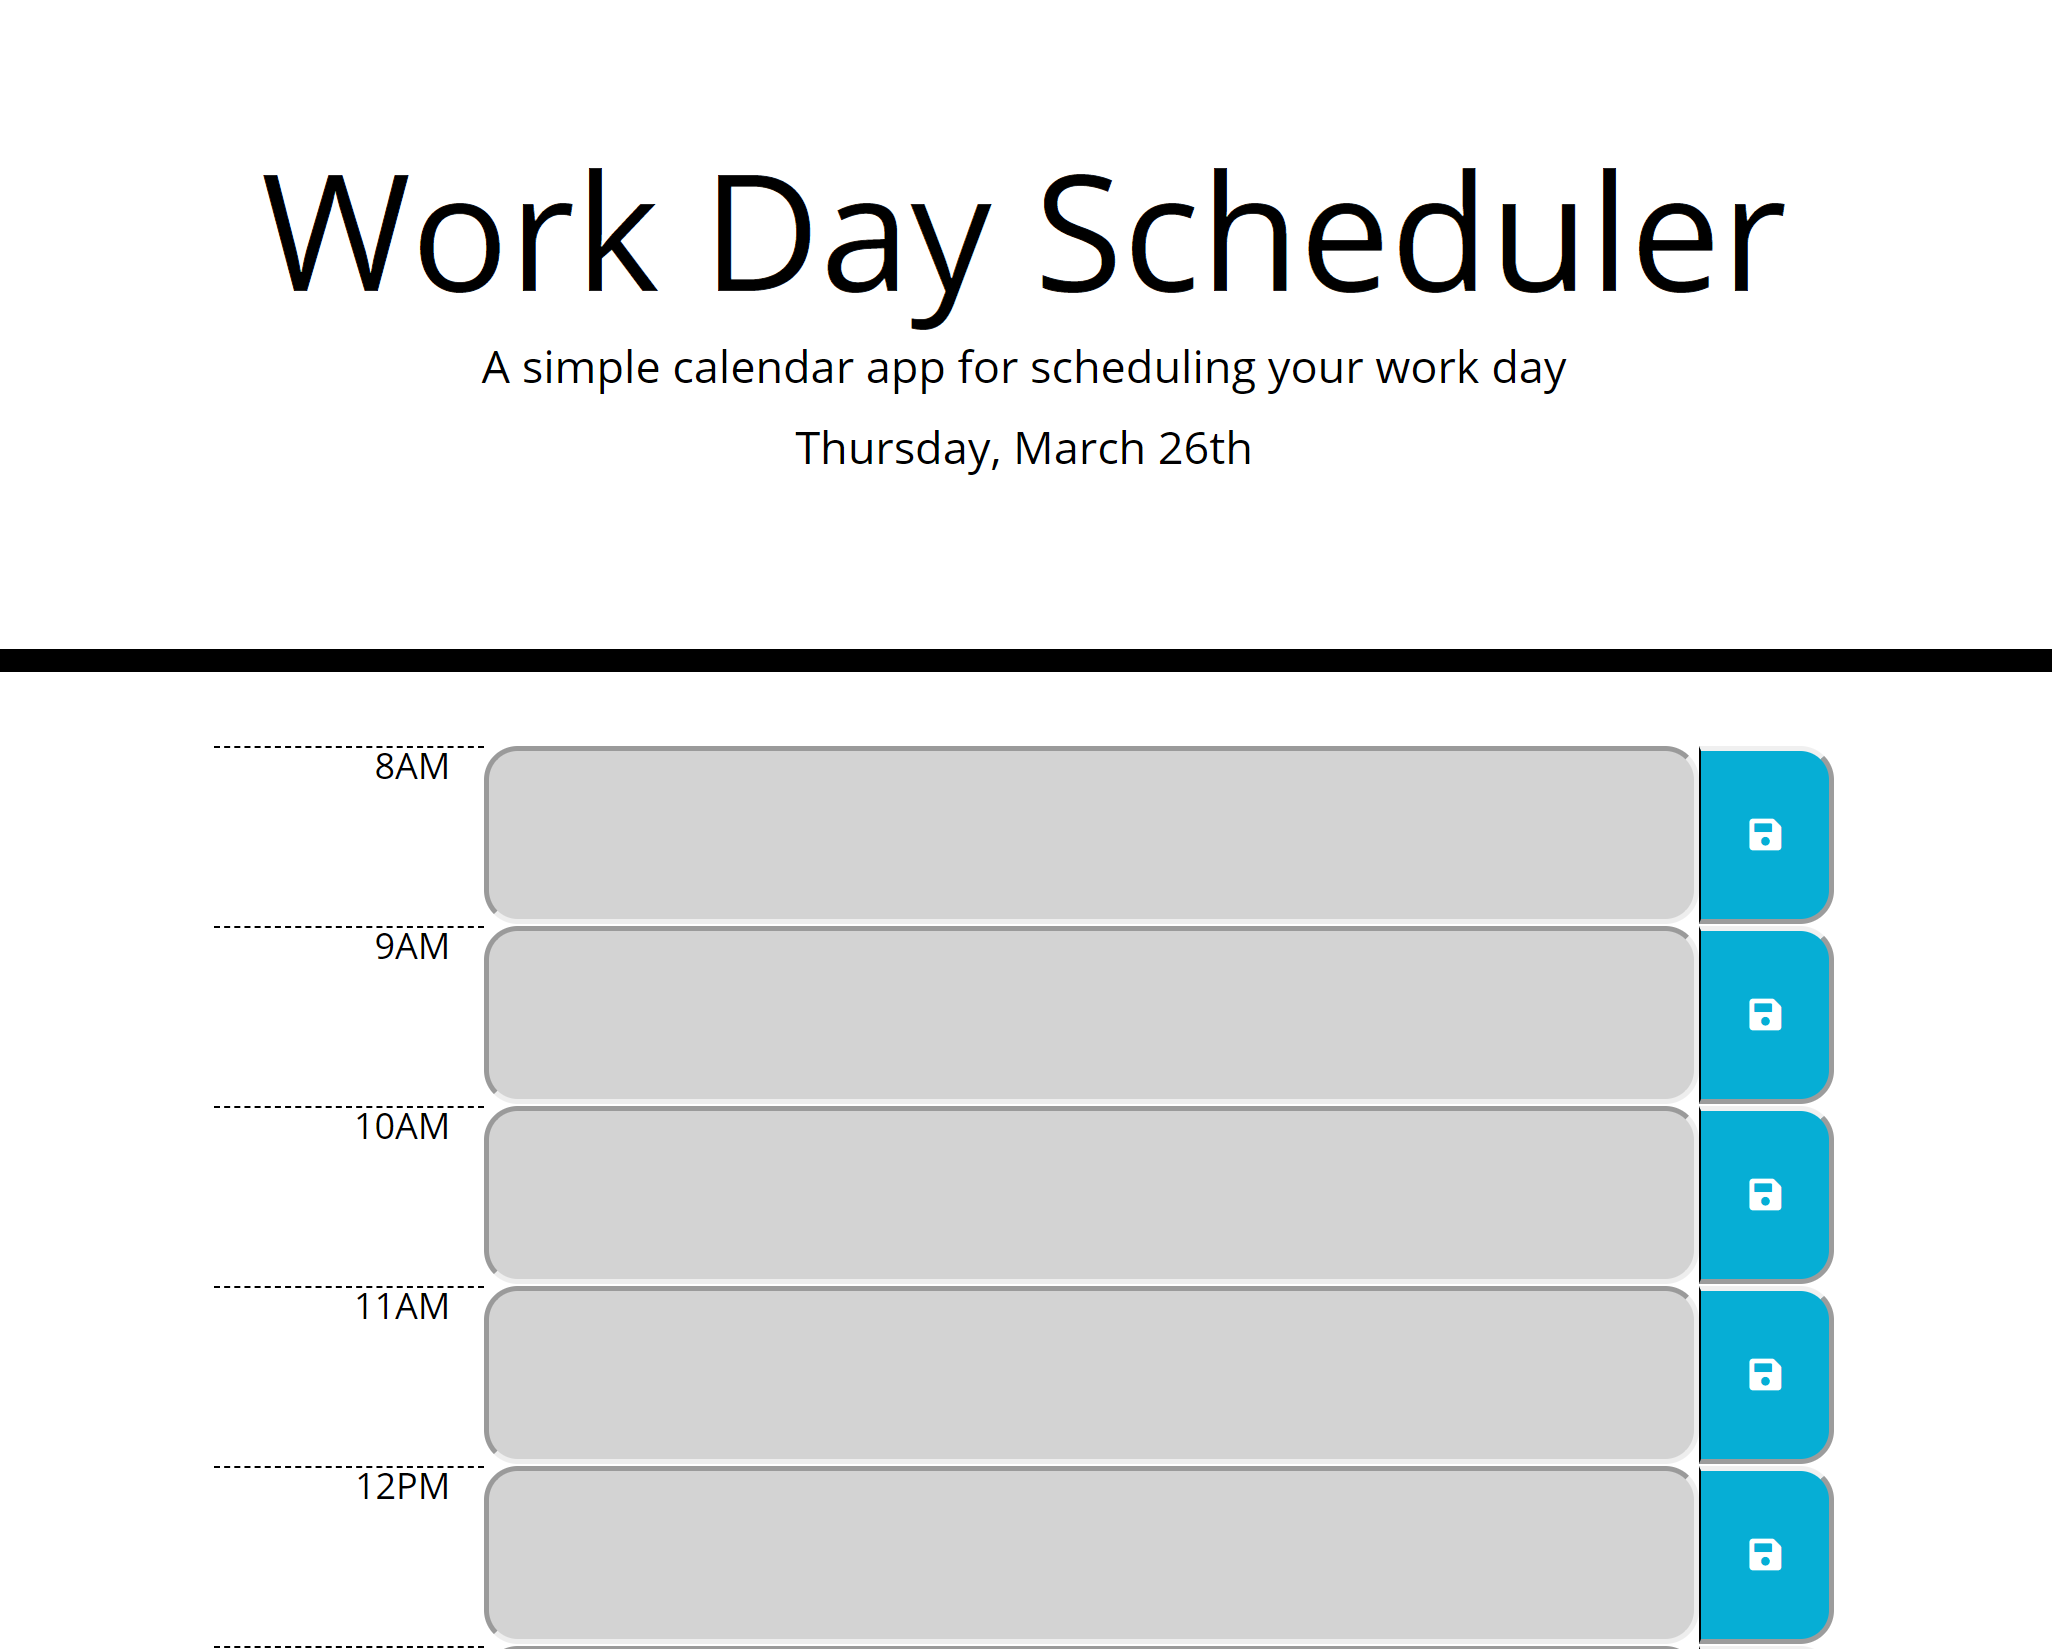 Work Day Scheduler
A simple calendar app for scheduling your work day
Thursday, March 26th
8AM
9AM
10AM
11AM
12PM